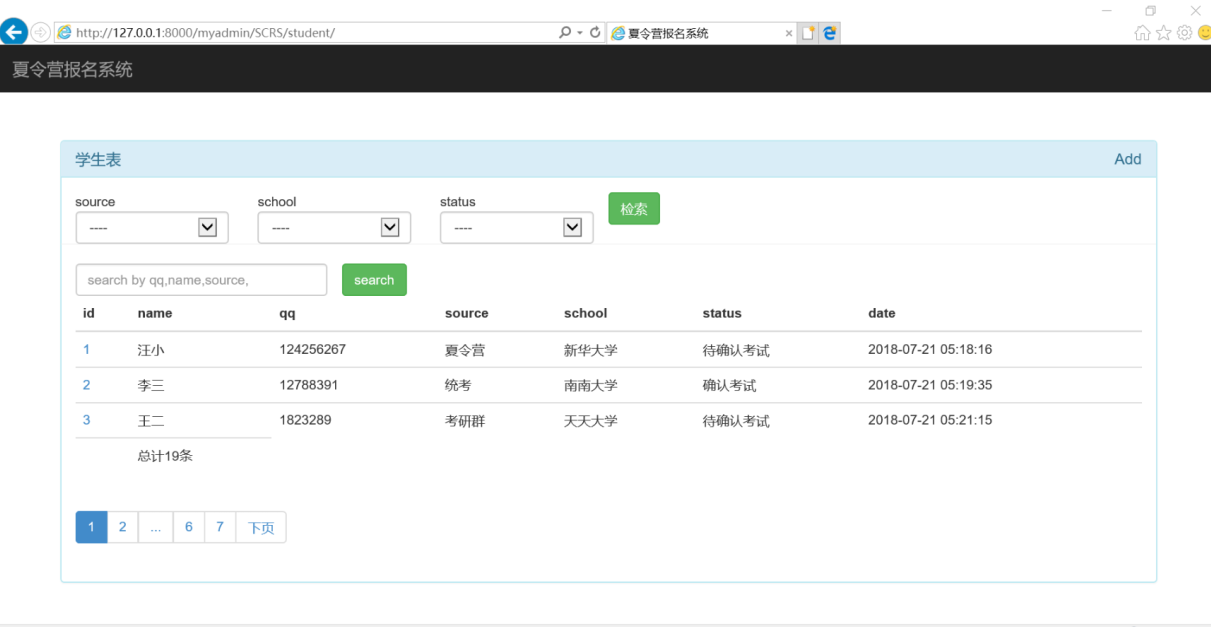 http://127.0.0.1:8000/myadmin/SCRS/student/ 夏令营报名系统
夏令营报名系统
学生表 Add
source school status
---- ---- ---- 检索
search by qq,name,source, search
id name qq source school status date
1 汪小 124256267 夏令营 新华大学 待确认考试 2018-07-21 05:18:16
2 李三 12788391 统考 南南大学 确认考试 2018-07-21 05:19:35
3 王二 1823289 考研群 天天大学 待确认考试 2018-07-21 05:21:15
总计19条
1 2 ... 6 7 下页